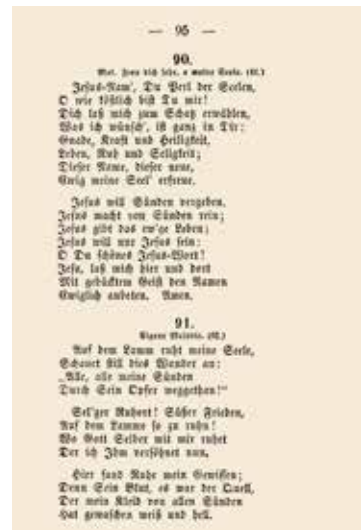 — 95 —
90.
Mel. Freu dich sehr, o meine Seele.
Jesus-Nam', Du Perl der Seelen,
O wie köstlich bist Du mir!
Dich laß mich zum Schatz erwählen,
Was ich wünsch', ist ganz in Dir:
Gnade, Kraft und Heiligkeit,
Leben, Ruh und Seligkeit;
Dieser Name, dieser neue,
Ewig meine Seel' erfreue.
Jesus will Sünden vergeben,
Jesus macht von Sünden rein;
Jesus gibt das ew'ge Leben;
Jesus will nur Jesus sein:
O Du schönes Jesus-Wort!
Jesu, laß mich hier und dort
Mit gebücktem Geist den Namen
Ewiglich anbeten. Amen.
91.
Eigene Melodie.
Auf dem Lamm ruht meine Seele,
Schauet still dies Wunder an:
„Alle, alle meine Sünden
Durch Sein Opfer weggethan!"
Sel'ger Ruhort! Süßer Frieden,
Auf dem Lamme so zu ruhn!
Wo Gott Selber mit mir ruhet
Der ich Ihm versöhnet nun.
Hier fand Ruhe mein Gewissen;
Denn Sein Blut, es war der Quell,
Der mein Kleid von allen Sünden
Hat gewaschen weiß und hell.